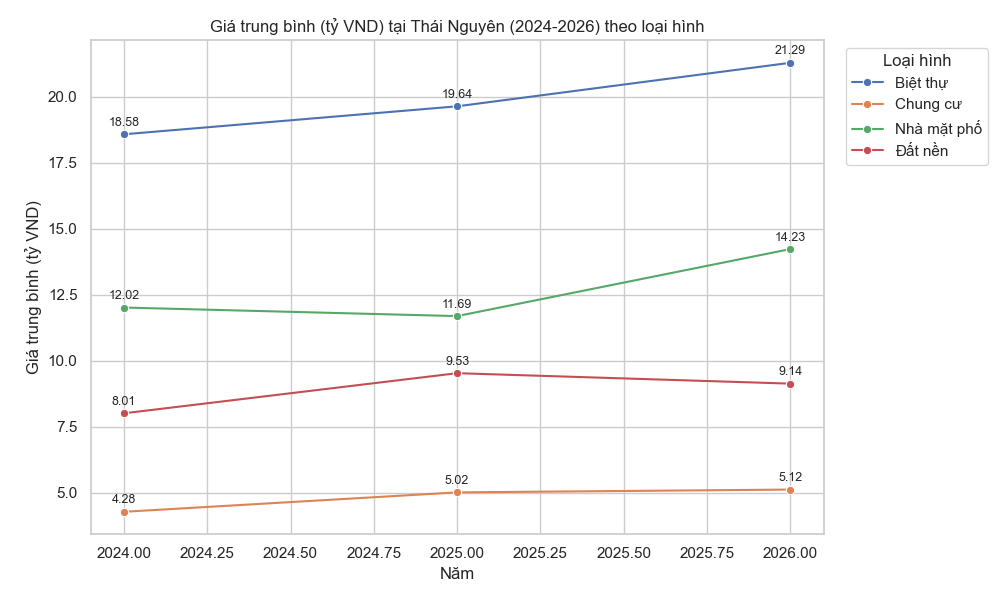 Giá trung bình (tỷ VND) tại Thái Nguyên (2024-2026) theo loại hình
Giá trung bình (tỷ VND)
20.0
17.5
15.0
12.5
10.0
7.5
5.0
18.58
19.64
21.29
12.02
11.69
14.23
8.01
9.53
9.14
4.28
5.02
5.12
2024.00 2024.25 2024.50 2024.75 2025.00 2025.25 2025.50 2025.75 2026.00
Năm
Loại hình
Biệt thự
Chung cư
Nhà mặt phố
Đất nền